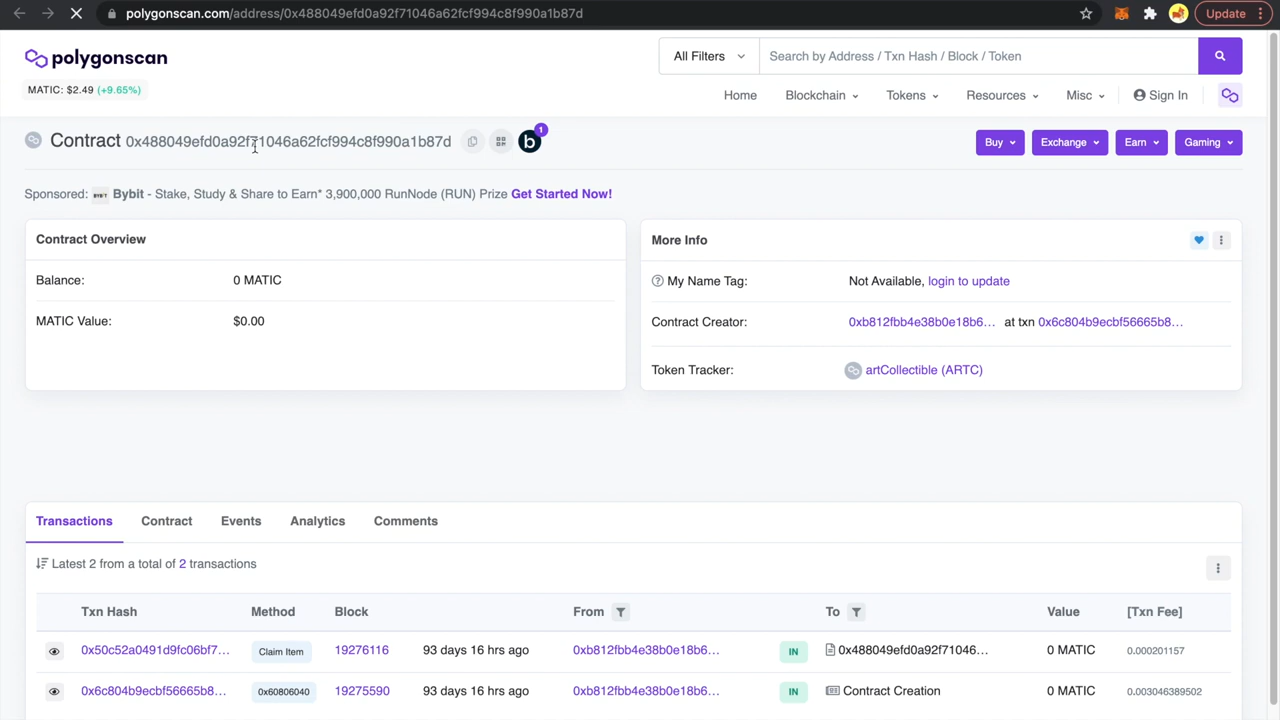 polygonscan.com/address/0x488049efd0a92f71046a62fcf994c8f990a1b87d
Update
polygonscan
All Filters
Search by Address / Txn Hash / Block / Token
MATIC: $2.49 (+9.65%)
Home Blockchain Tokens Resources Misc Sign In
Contract 0x488049efd0a92f71046a62fcf994c8f990a1b87d b 1
Buy Exchange Earn Gaming
Sponsored: BYBIT Bybit - Stake, Study & Share to Earn* 3,900,000 RunNode (RUN) Prize Get Started Now!
Contract Overview
Balance: 0 MATIC
MATIC Value: $0.00
More Info
My Name Tag: Not Available, login to update
Contract Creator: 0xb812fbb4e38b0e18b6... at txn 0x6c804b9ecbf56665b8...
Token Tracker: artCollectible (ARTC)
Transactions Contract Events Analytics Comments
Latest 2 from a total of 2 transactions
Txn Hash Method Block From To Value [Txn Fee]
0x50c52a0491d9fc06bf7... Claim Item 19276116 93 days 16 hrs ago 0xb812fbb4e38b0e18b6... IN 0x488049efd0a92f71046... 0 MATIC 0.000201157
0x6c804b9ecbf56665b8... 0x60806040 19275590 93 days 16 hrs ago 0xb812fbb4e38b0e18b6... IN Contract Creation 0 MATIC 0.003046389502